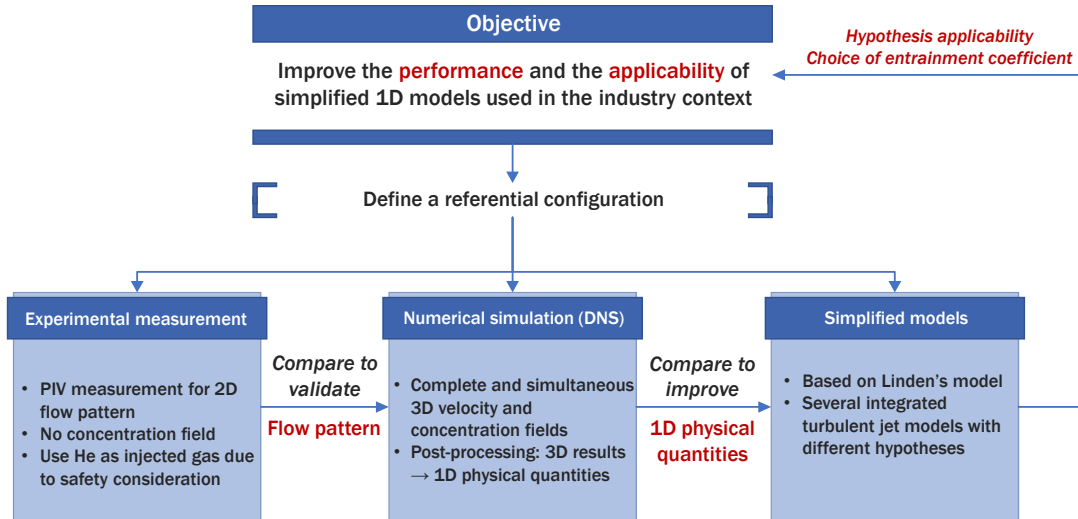 Objective
Hypothesis applicability
Choice of entrainment coefficient
Improve the performance and the applicability of
simplified 1D models used in the industry context
Define a referential configuration
Experimental measurement
• PIV measurement for 2D
flow pattern
• No concentration field
• Use He as injected gas due
to safety consideration
Compare to
validate
Flow pattern
Numerical simulation (DNS)
• Complete and simultaneous
3D velocity and
concentration fields
• Post-processing: 3D results
→ 1D physical quantities
Compare to
improve
1D physical
quantities
Simplified models
• Based on Linden’s model
• Several integrated
turbulent jet models with
different hypotheses